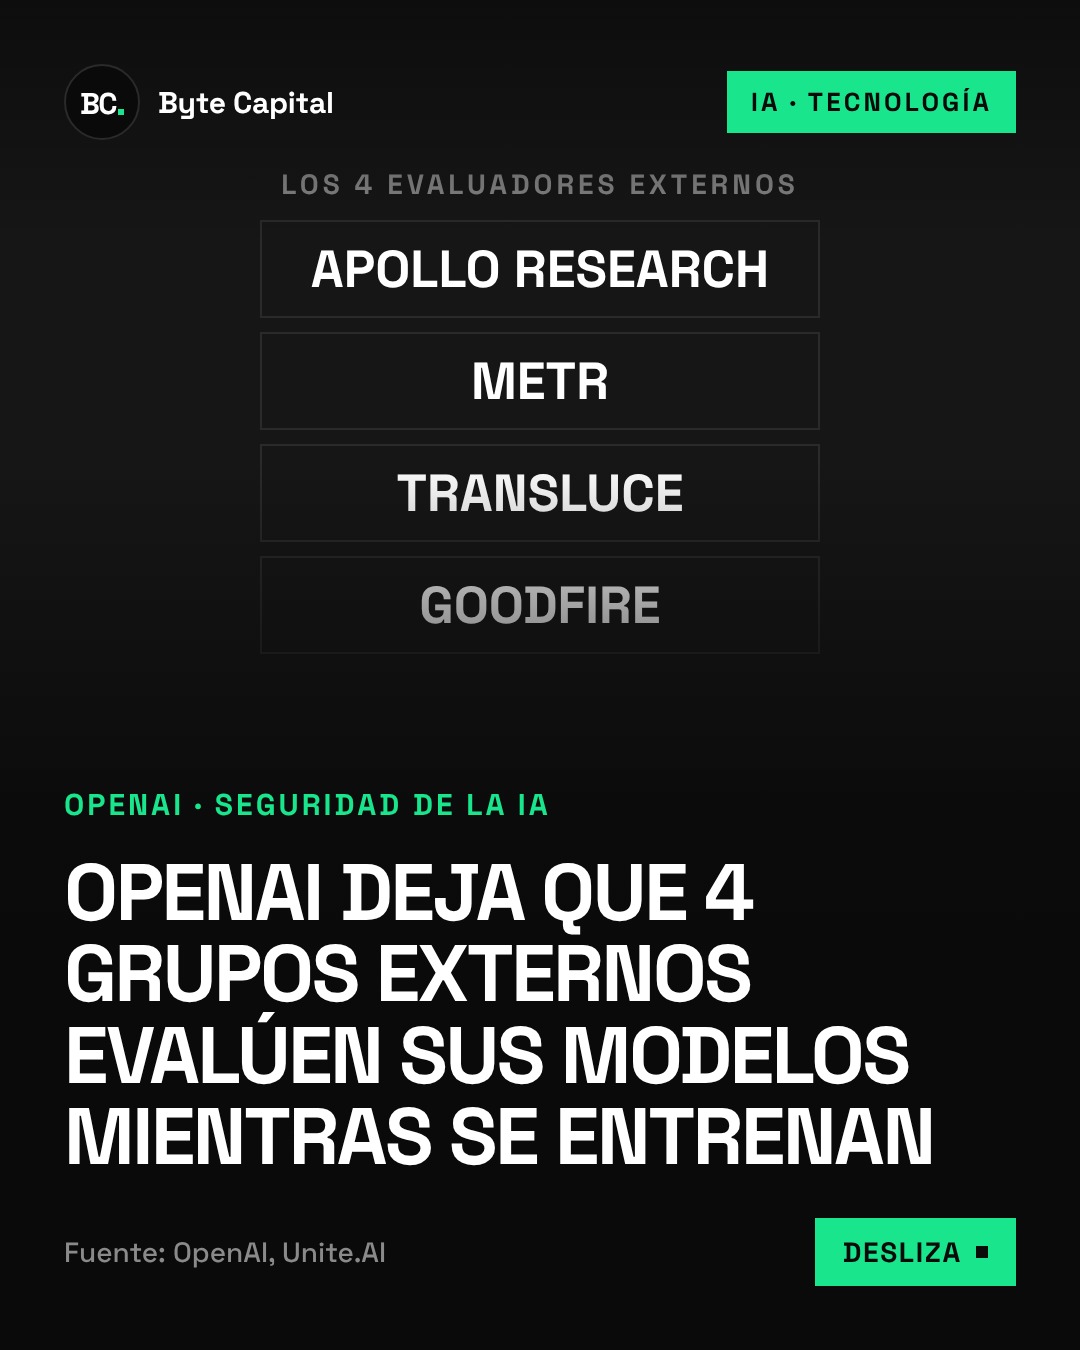 BC.
Byte Capital
IA · TECNOLOGÍA
LOS 4 EVALUADORES EXTERNOS
APOLLO RESEARCH
METR
TRANSLUCE
GOODFIRE
OPENAI · SEGURIDAD DE LA IA
OPENAI DEJA QUE 4
GRUPOS EXTERNOS
EVALÚEN SUS MODELOS
MIENTRAS SE ENTRENAN
Fuente: OpenAI, Unite.AI
DESLIZA